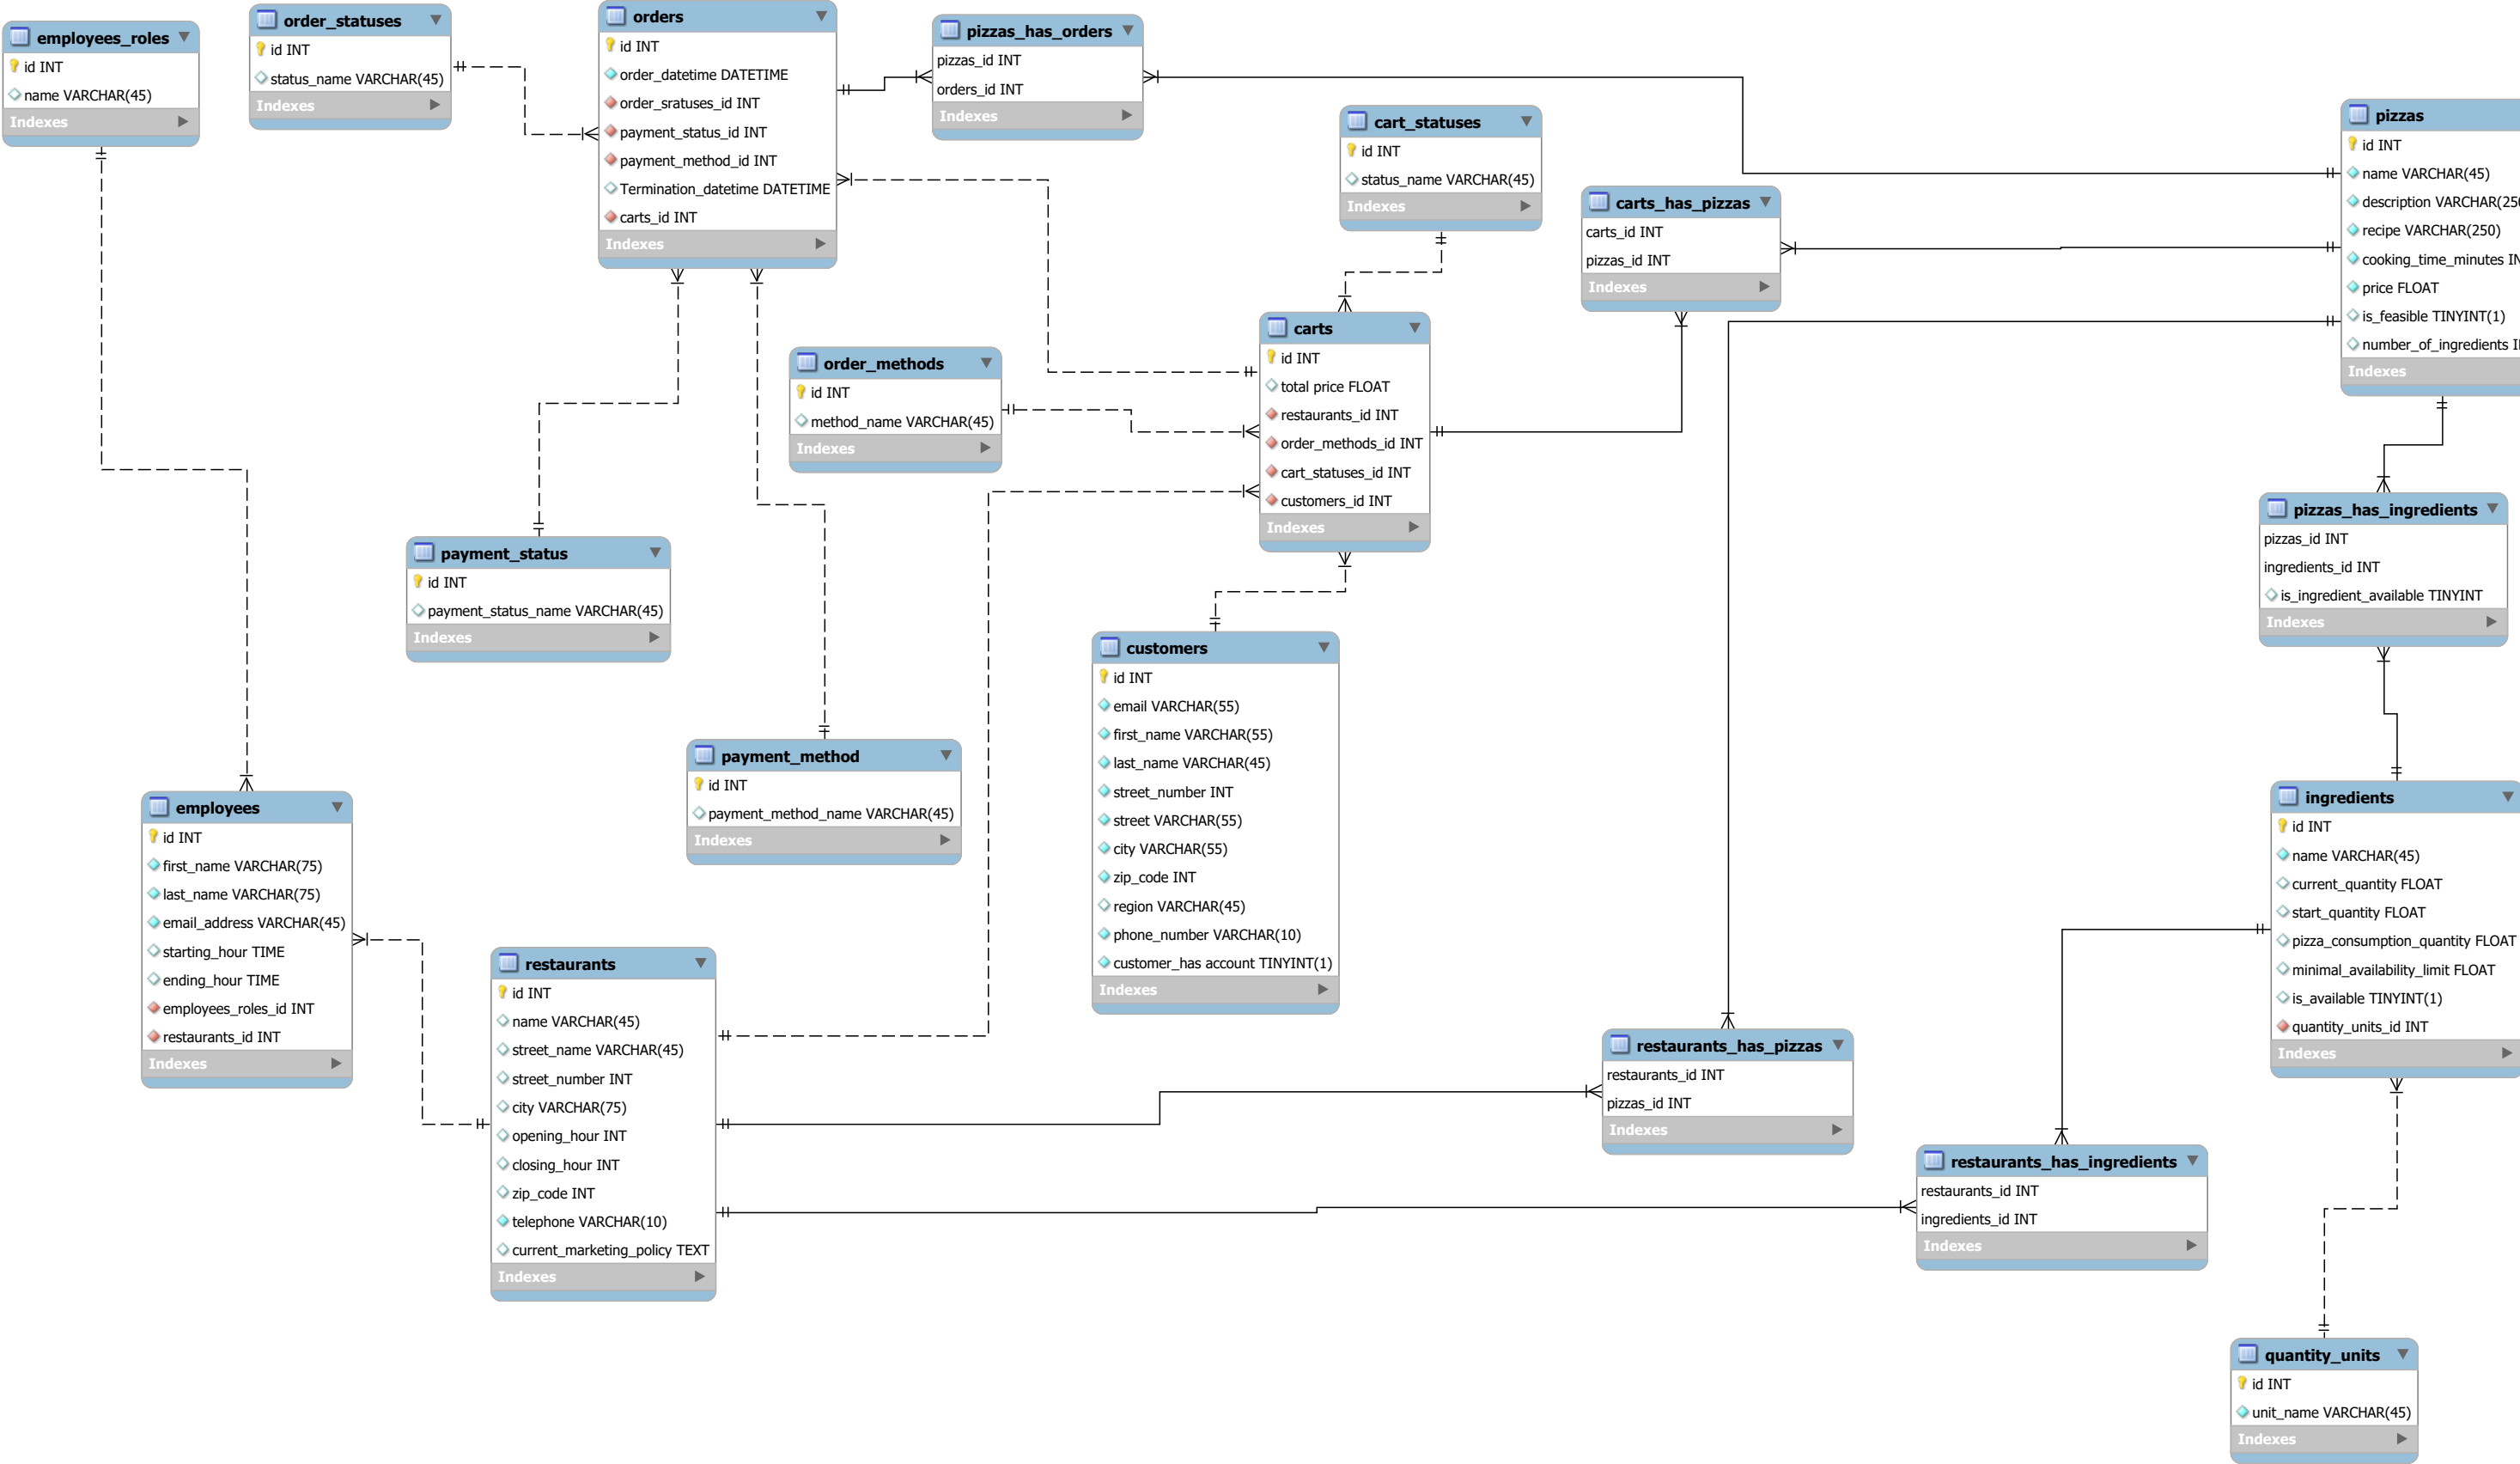 employees_roles
id INT
name VARCHAR(45)
Indexes
order_statuses
id INT
status_name VARCHAR(45)
Indexes
orders
id INT
order_datetime DATETIME
order_sratuses_id INT
payment_status_id INT
payment_method_id INT
Termination_datetime DATETIME
carts_id INT
Indexes
pizzas_has_orders
pizzas_id INT
orders_id INT
Indexes
cart_statuses
id INT
status_name VARCHAR(45)
Indexes
carts_has_pizzas
carts_id INT
pizzas_id INT
Indexes
pizzas
id INT
name VARCHAR(45)
description VARCHAR(250
recipe VARCHAR(250)
cooking_time_minutes IN
price FLOAT
is_feasible TINYINT(1)
number_of_ingredients I
Indexes
carts
id INT
total price FLOAT
restaurants_id INT
order_methods_id INT
cart_statuses_id INT
customers_id INT
Indexes
order_methods
id INT
method_name VARCHAR(45)
Indexes
payment_status
id INT
payment_status_name VARCHAR(45)
Indexes
pizzas_has_ingredients
pizzas_id INT
ingredients_id INT
is_ingredient_available TINYINT
Indexes
customers
id INT
email VARCHAR(55)
first_name VARCHAR(55)
last_name VARCHAR(45)
street_number INT
street VARCHAR(55)
city VARCHAR(55)
zip_code INT
region VARCHAR(45)
phone_number VARCHAR(10)
customer_has account TINYINT(1)
Indexes
payment_method
id INT
payment_method_name VARCHAR(45)
Indexes
employees
id INT
first_name VARCHAR(75)
last_name VARCHAR(75)
email_address VARCHAR(45)
starting_hour TIME
ending_hour TIME
employees_roles_id INT
restaurants_id INT
Indexes
ingredients
id INT
name VARCHAR(45)
current_quantity FLOAT
start_quantity FLOAT
pizza_consumption_quantity FLOAT
minimal_availability_limit FLOAT
is_available TINYINT(1)
quantity_units_id INT
Indexes
restaurants
id INT
name VARCHAR(45)
street_name VARCHAR(45)
street_number INT
city VARCHAR(75)
opening_hour INT
closing_hour INT
zip_code INT
telephone VARCHAR(10)
current_marketing_policy TEXT
Indexes
restaurants_has_pizzas
restaurants_id INT
pizzas_id INT
Indexes
restaurants_has_ingredients
restaurants_id INT
ingredients_id INT
Indexes
quantity_units
id INT
unit_name VARCHAR(45)
Indexes